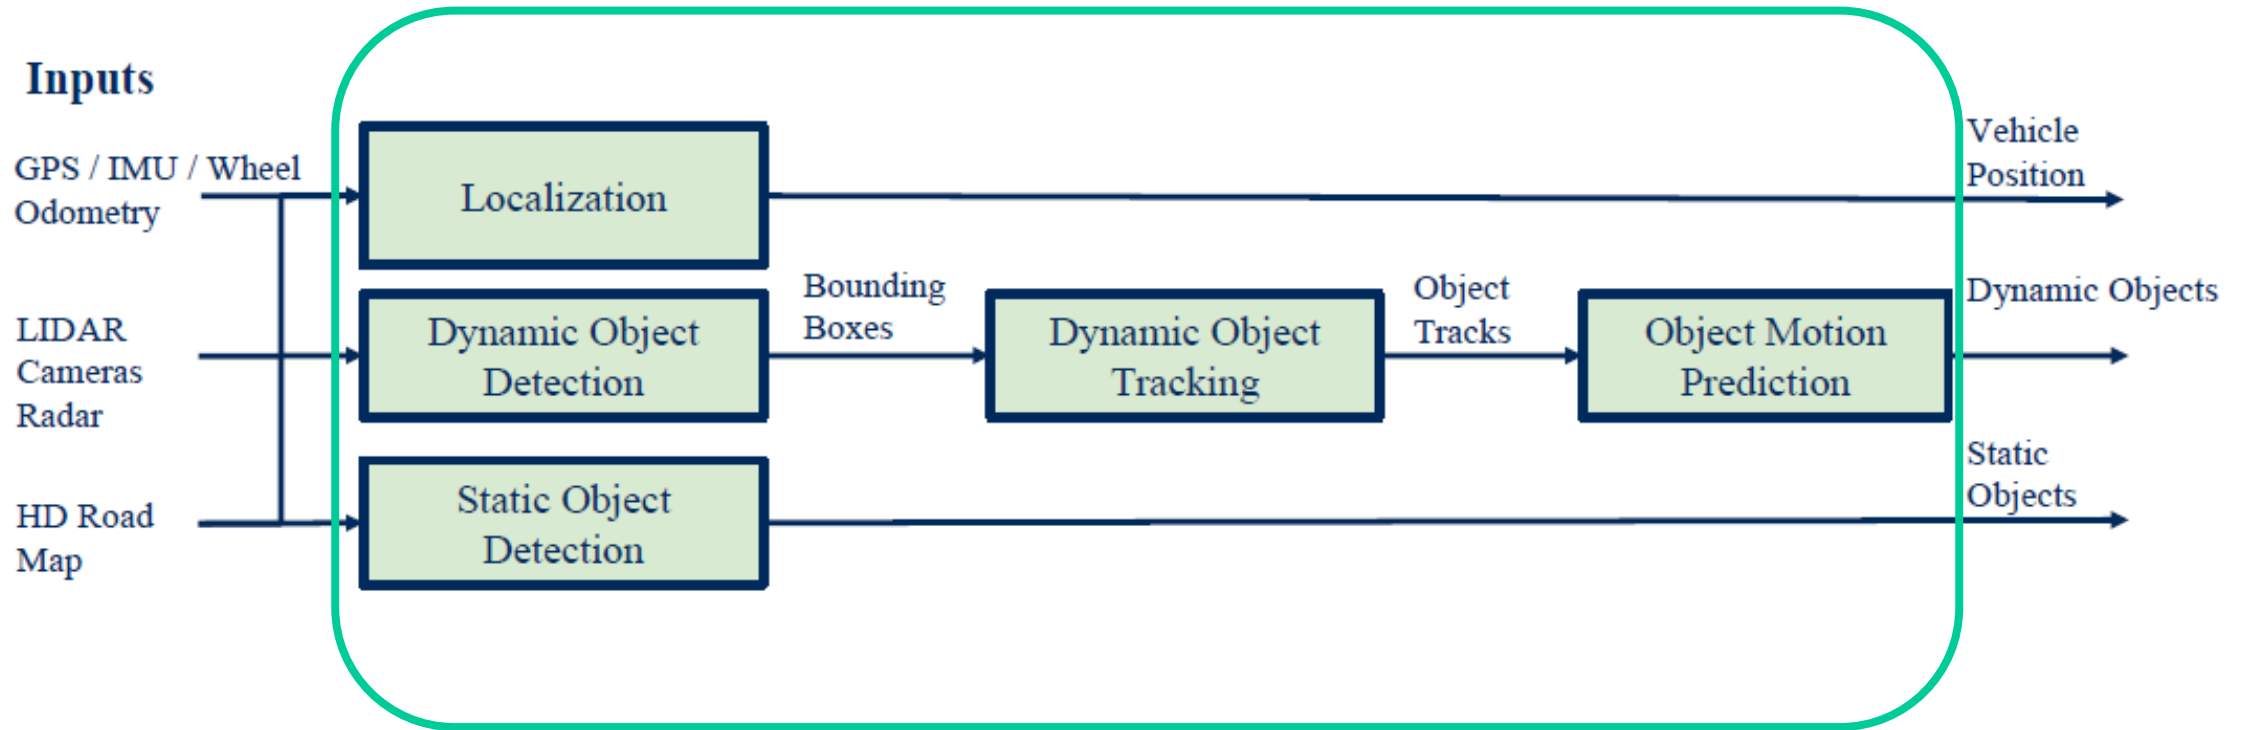 Inputs
GPS / IMU / Wheel
Odometry
LIDAR
Cameras
Radar
HD Road
Map
Localization
Dynamic Object
Detection
Static Object
Detection
Bounding
Boxes
Dynamic Object
Tracking
Object
Tracks
Object Motion
Prediction
Vehicle
Position
Dynamic Objects
Static
Objects